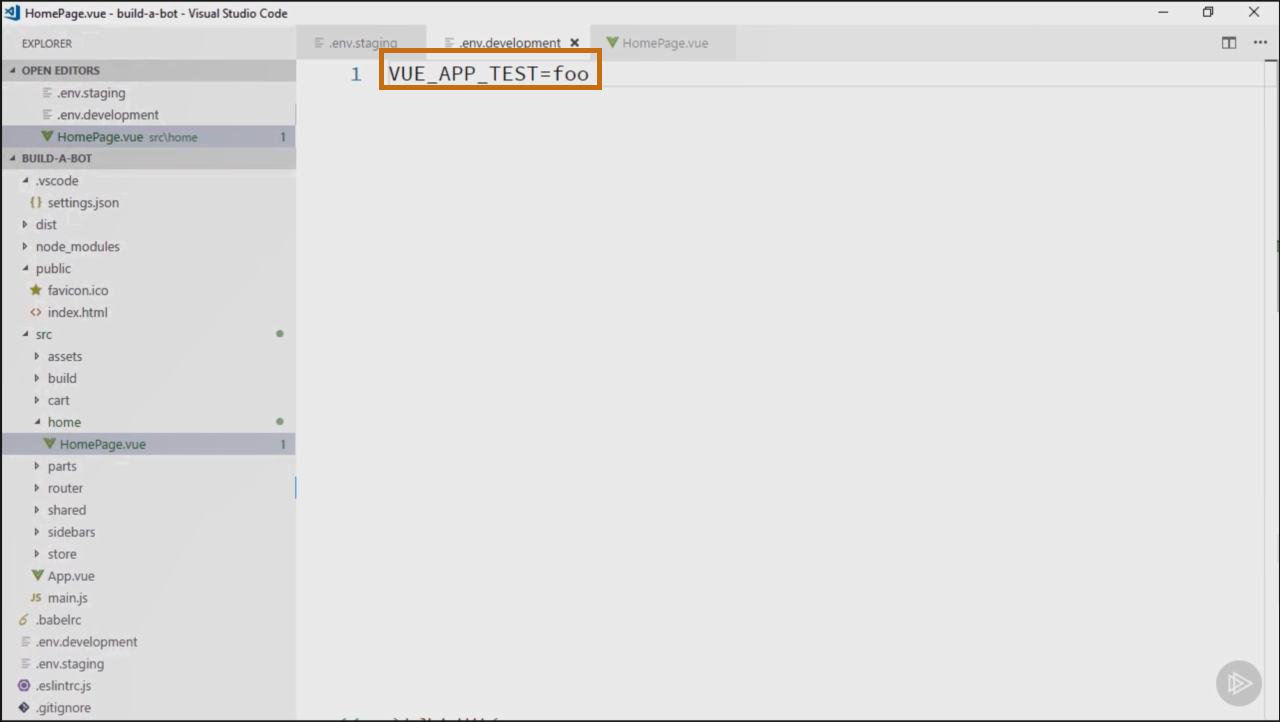 HomePage.vue - build-a-bot - Visual Studio Code
EXPLORER
.env.staging
.env.development
HomePage.vue
OPEN EDITORS
.env.staging
.env.development
HomePage.vue src\home 1
BUILD-A-BOT
.vscode
{} settings.json
dist
node_modules
public
favicon.ico
<> index.html
src
assets
build
cart
home
HomePage.vue 1
parts
router
shared
sidebars
store
App.vue
JS main.js
.babelrc
.env.development
.env.staging
.eslintrc.js
.gitignore
1 VUE_APP_TEST=foo